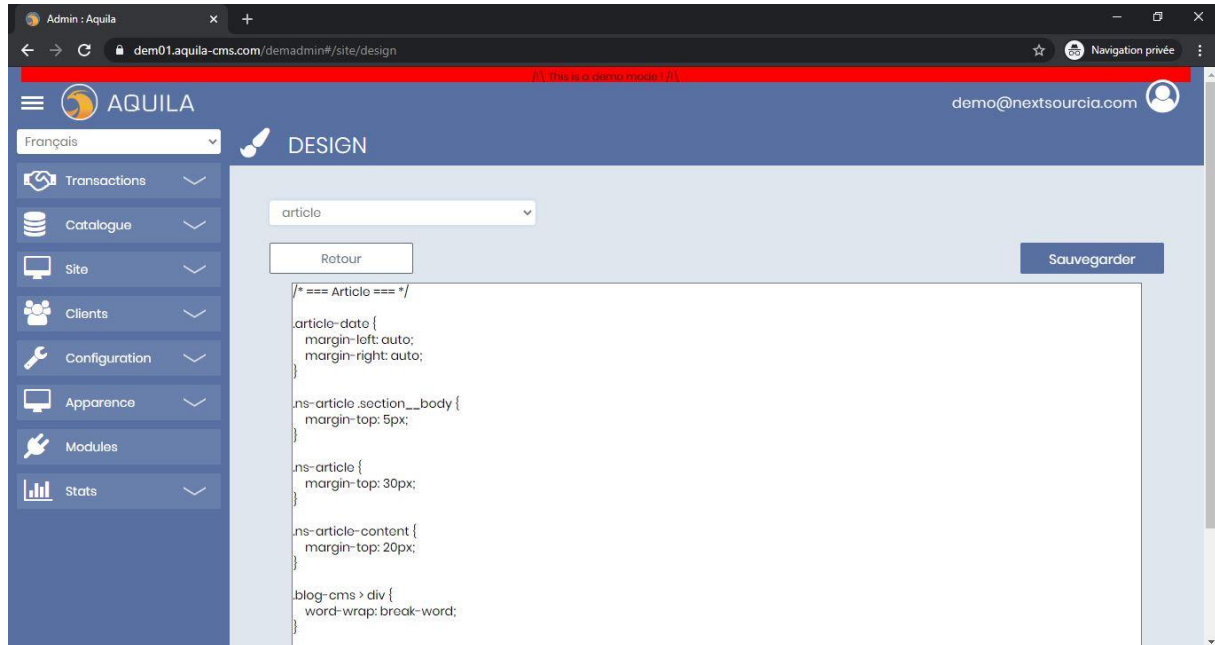 Admin : Aquila
dem01.aquila-cms.com/demadmin#/site/design
Navigation privée
/!\ This is a demo mode ! /!\
AQUILA
demo@nextsourcia.com
Français
DESIGN
Transactions
Catalogue
Site
Clients
Configuration
Apparence
Modules
Stats
article
Retour
Sauvegarder
/* === Article === */
.article-date {
margin-left: auto;
margin-right: auto;
}
.ns-article .section__body {
margin-top: 5px;
}
.ns-article {
margin-top: 30px;
}
.ns-article-content {
margin-top: 20px;
}
.blog-cms > div {
word-wrap: break-word;
}